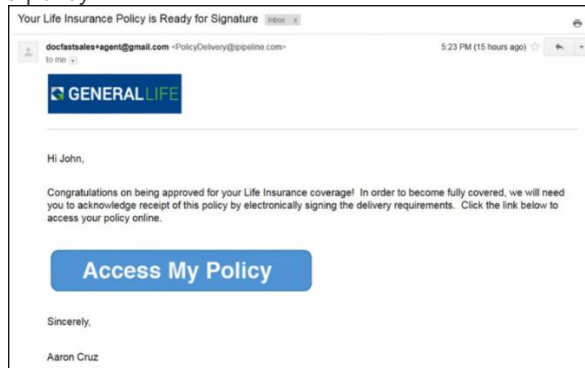 policy
Your Life Insurance Policy is Ready for Signature Inbox x
docfastsales+agent@gmail.com <PolicyDelivery@ipipeline.com> 5:23 PM (15 hours ago)
to me
GENERAL LIFE
Hi John,
Congratulations on being approved for your Life Insurance coverage! In order to become fully covered, we will need
you to acknowledge receipt of this policy by electronically signing the delivery requirements. Click the link below to
access your policy online.
Access My Policy
Sincerely,
Aaron Cruz